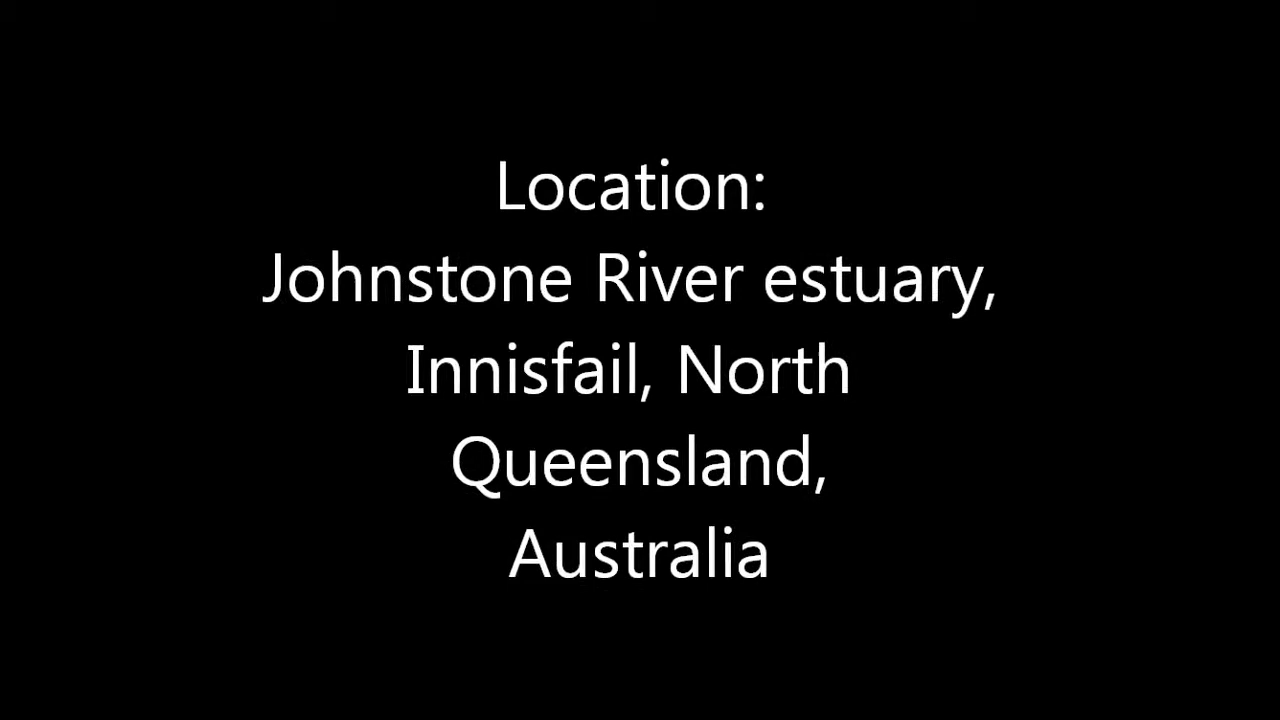 Location:
Johnstone River estuary,
Innisfail, North
Queensland,
Australia